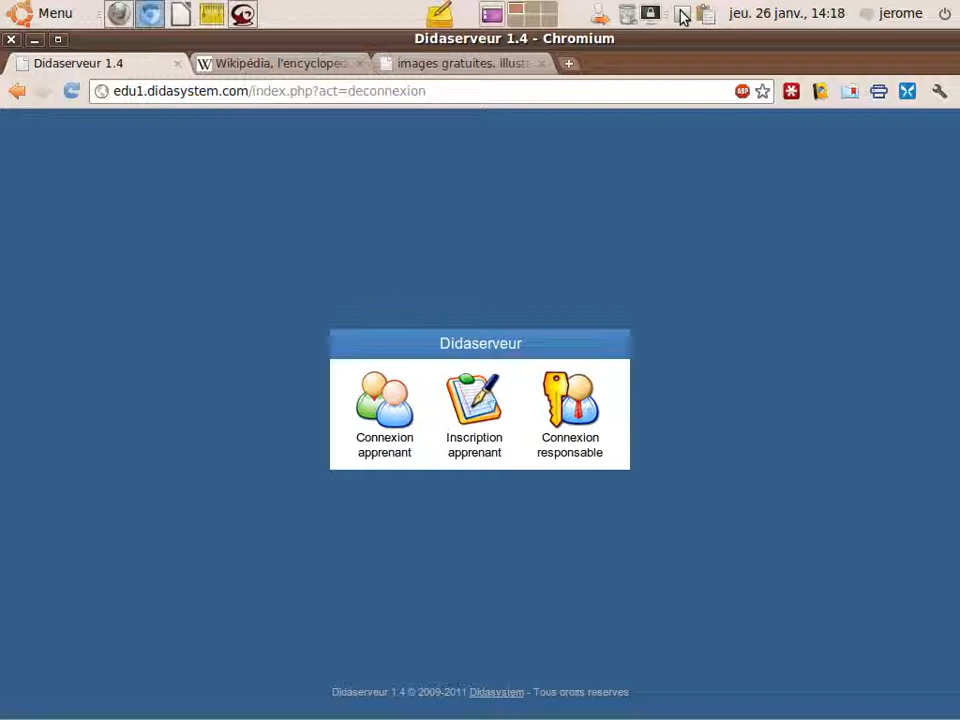 Menu
jeu. 26 janv., 14:18
jerome
Didaserveur 1.4 - Chromium
Didaserveur 1.4
Wikipédia, l'encyclopéd
images gratuites, illust
edu1.didasystem.com/index.php?act=deconnexion
ABP
Didaserveur
Connexion
apprenant
Inscription
apprenant
Connexion
responsable
Didaserveur 1.4 © 2009-2011 Didasystem - Tous droits reserves